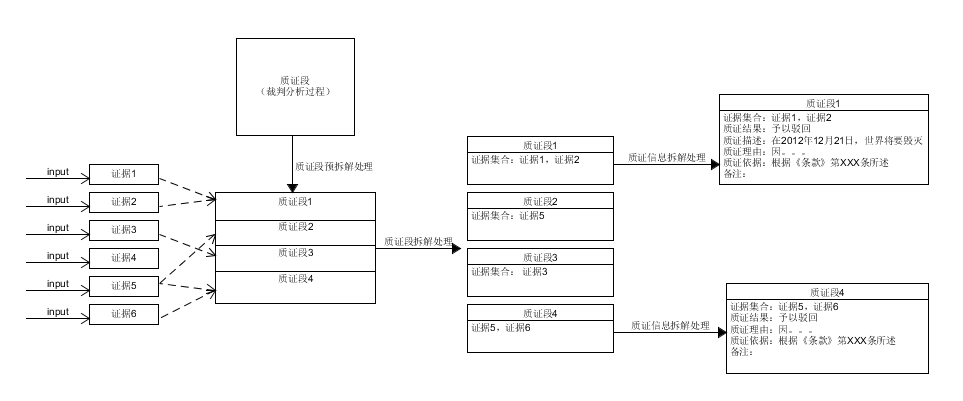 质证段
（裁判分析过程）
质证段预拆解处理
input
证据1
input
证据2
input
证据3
input
证据4
input
证据5
input
证据6
质证段1
质证段2
质证段3
质证段4
质证段拆解处理
质证段1
证据集合：证据1，证据2
质证段2
证据集合：证据5
质证段3
证据集合：证据3
质证段4
证据5，证据6
质证信息拆解处理
质证信息拆解处理
质证段1
证据集合：证据1，证据2
质证结果：予以驳回
质证描述：在2012年12月21日，世界将要毁灭
质证理由：因。。。
质证依据：根据《条款》第XXX条所述
备注：
质证段4
证据集合：证据5，证据6
质证结果：予以驳回
质证理由：因。。。
质证依据：根据《条款》第XXX条所述
备注：